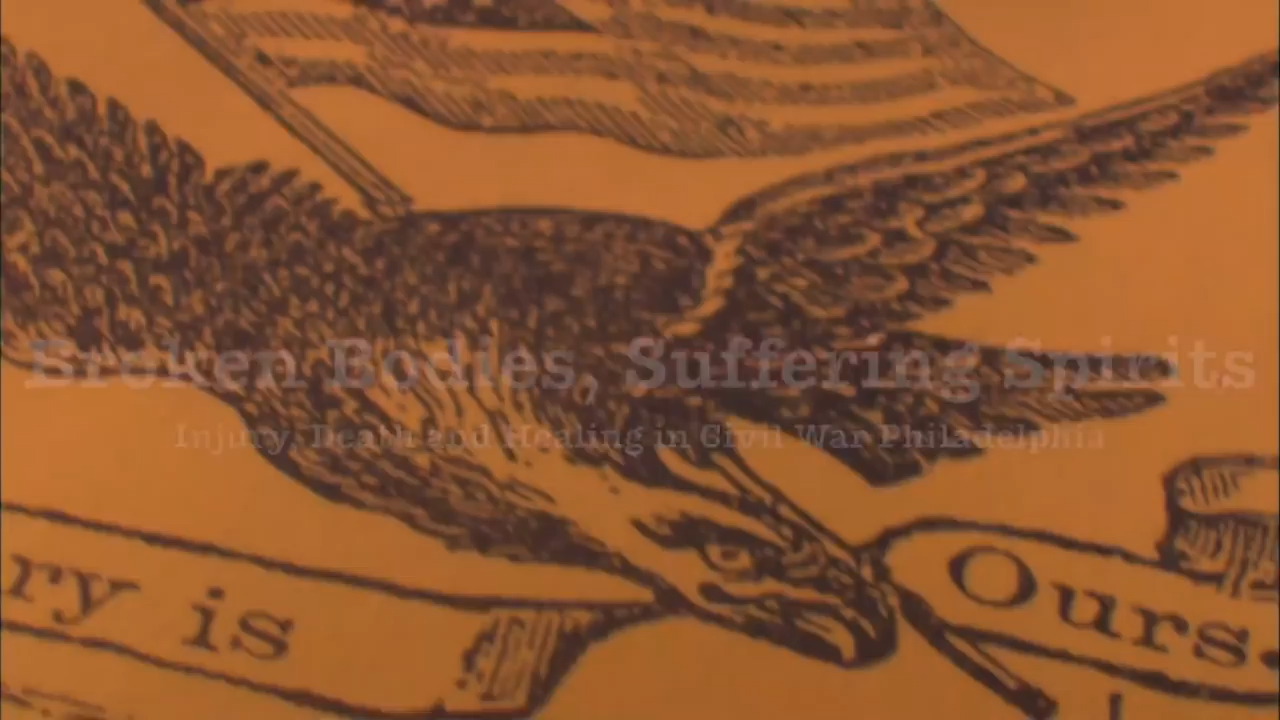 Broken Bodies, Suffering Spirits
Injury, Death and Healing in Civil War Philadelphia
ry is
Ours.